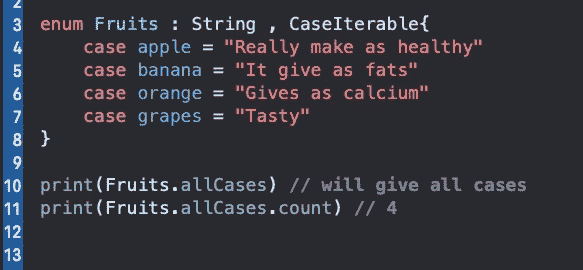 2
3 enum Fruits : String , CaseIterable{
4     case apple = "Really make as healthy"
5     case banana = "It give as fats"
6     case orange = "Gives as calcium"
7     case grapes = "Tasty"
8 }
9
10 print(Fruits.allCases) // will give all cases
11 print(Fruits.allCases.count) // 4
12
13